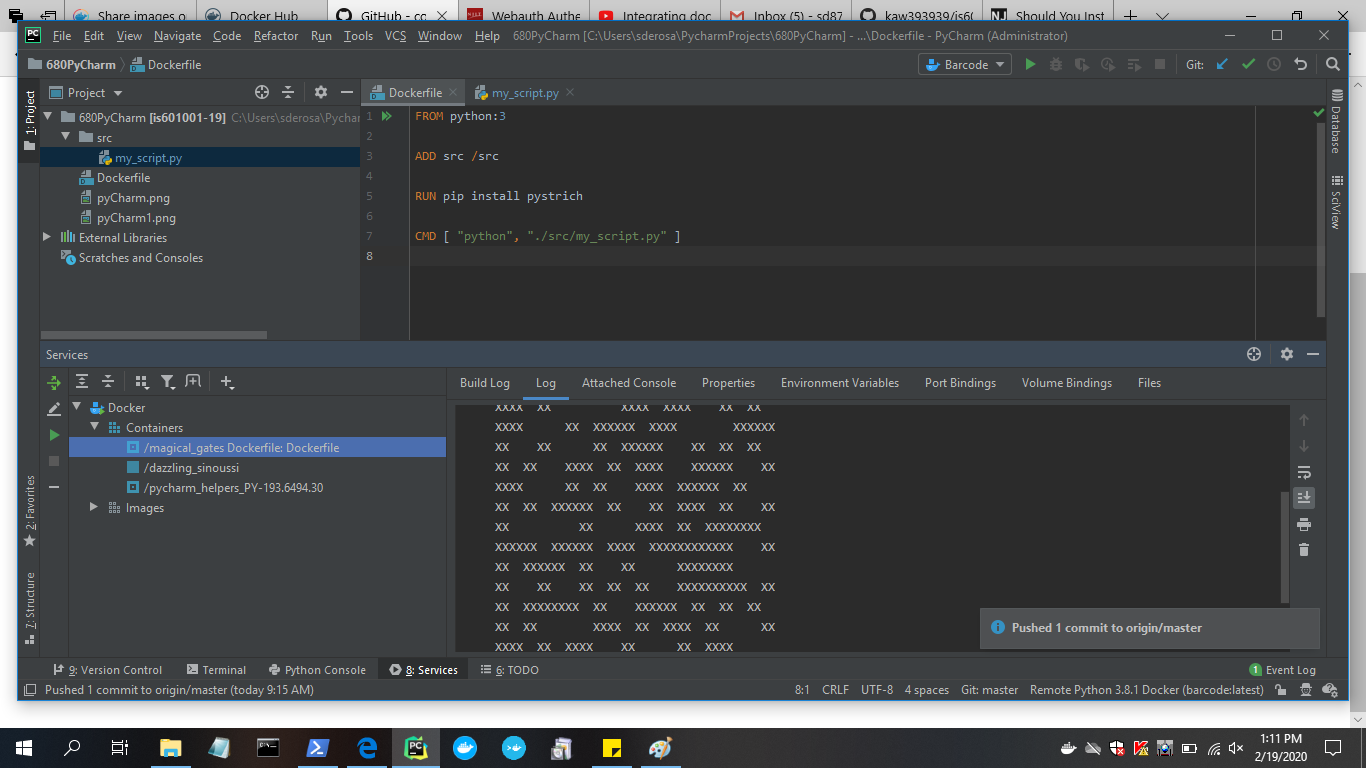 Share images o
Docker Hub
GitHub - co
Webauth Authe
Integrating doc
Inbox (5) - sd87
kaw393939/is60
Should You Inst
PC File Edit View Navigate Code Refactor Run Tools VCS Window Help 680PyCharm [C:\Users\sderosa\PycharmProjects\680PyCharm] - ...\Dockerfile - PyCharm (Administrator)
680PyCharm Dockerfile Barcode Git:
1: Project
Project
Dockerfile my_script.py
680PyCharm [is601001-19] C:\Users\sderosa\Pychar
src
my_script.py
Dockerfile
pyCharm.png
pyCharm1.png
External Libraries
Scratches and Consoles
1 FROM python:3
2
3 ADD src /src
4
5 RUN pip install pystrich
6
7 CMD [ "python", "./src/my_script.py" ]
8
Database
SciView
Services
Build Log Log Attached Console Properties Environment Variables Port Bindings Volume Bindings Files
Docker
Containers
/magical_gates Dockerfile: Dockerfile
/dazzling_sinoussi
/pycharm_helpers_PY-193.6494.30
Images
XXXX  XX          XXXX  XXXX    XX  XX
XXXX      XX  XXXXXX  XXXX        XXXXXX
XX    XX      XX  XXXXXX    XX  XX  XX
XX  XX    XXXX  XX  XXXX    XXXXXX    XX
XXXX      XX  XX    XXXX  XXXXXX  XX
XX  XX  XXXXXX  XX    XX  XXXX  XX    XX
XX          XX      XXXX  XX  XXXXXXXX
XXXXXX  XXXXXX  XXXX  XXXXXXXXXXXX    XX
XX  XXXXXX  XX    XX      XXXXXXXX
XX    XX    XX  XX  XX    XXXXXXXXXX  XX
XX  XXXXXXXX  XX    XXXXXX  XX  XX  XX
XX  XX        XXXX  XX  XXXX  XX      XX
XXXX  XX  XXXX    XX      XX  XXXX
2: Favorites
7: Structure
Pushed 1 commit to origin/master
9: Version Control Terminal Python Console 8: Services 6: TODO 1 Event Log
Pushed 1 commit to origin/master (today 9:15 AM) 8:1 CRLF UTF-8 4 spaces Git: master Remote Python 3.8.1 Docker (barcode:latest)
1:11 PM
2/19/2020